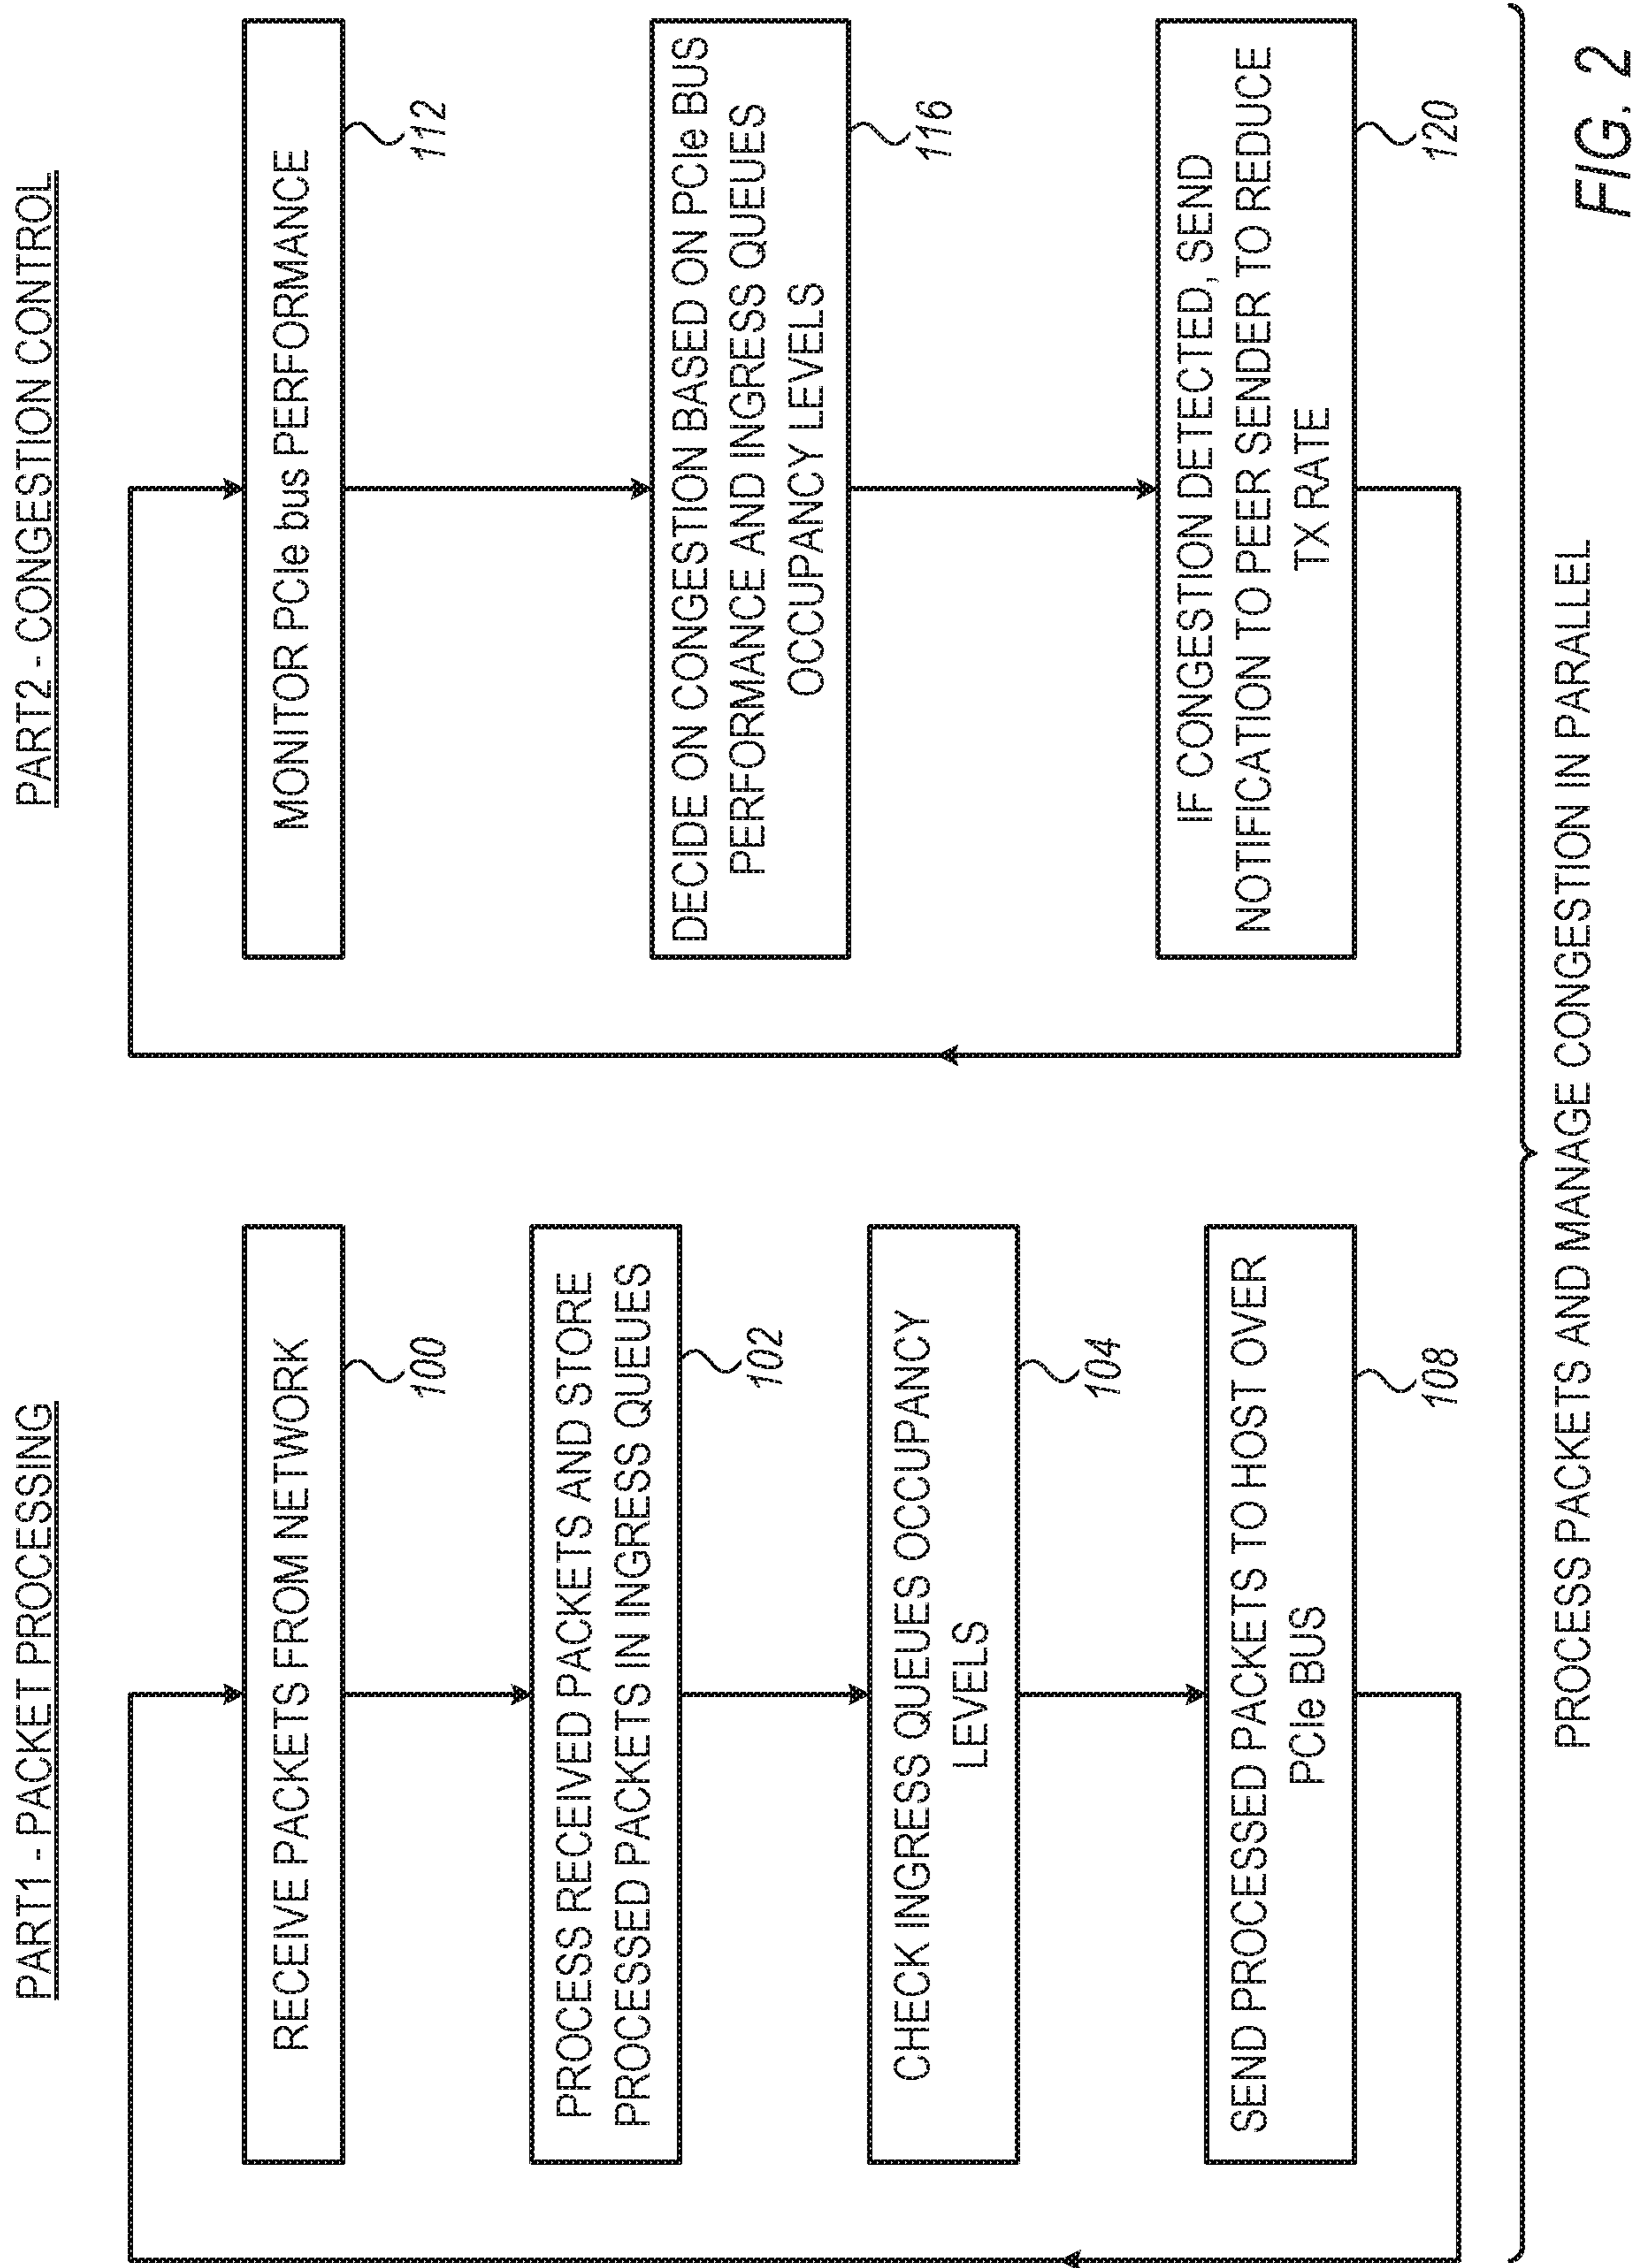 PART1 - PACKET PROCESSING
RECEIVE PACKETS FROM NETWORK
100
PROCESS RECEIVED PACKETS AND STORE
PROCESSED PACKETS IN INGRESS QUEUES
102
CHECK INGRESS QUEUES OCCUPANCY
LEVELS
104
SEND PROCESSED PACKETS TO HOST OVER
PCIe BUS
108
PART2 - CONGESTION CONTROL
MONITOR PCIe bus PERFORMANCE
112
DECIDE ON CONGESTION BASED ON PCIe BUS
PERFORMANCE AND INGRESS QUEUES
OCCUPANCY LEVELS
116
IF CONGESTION DETECTED, SEND
NOTIFICATION TO PEER SENDER TO REDUCE
TX RATE
120
PROCESS PACKETS AND MANAGE CONGESTION IN PARALLEL
FIG. 2